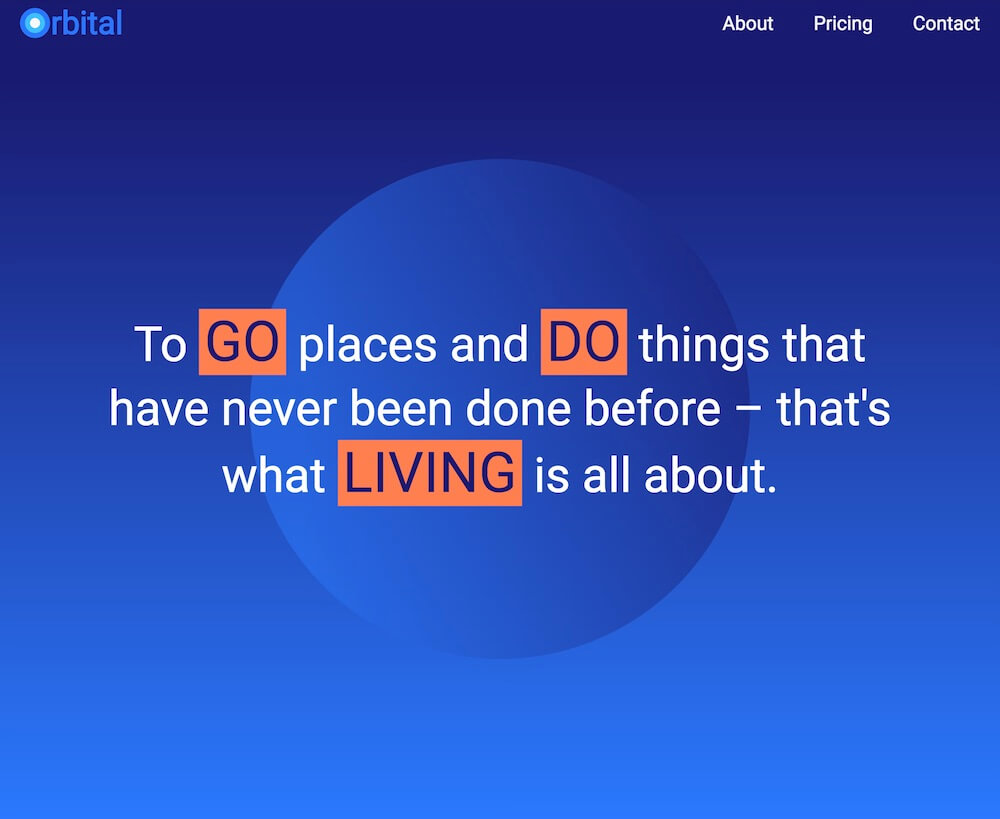 Orbital
About Pricing Contact
To GO places and DO things that
have never been done before – that's
what LIVING is all about.